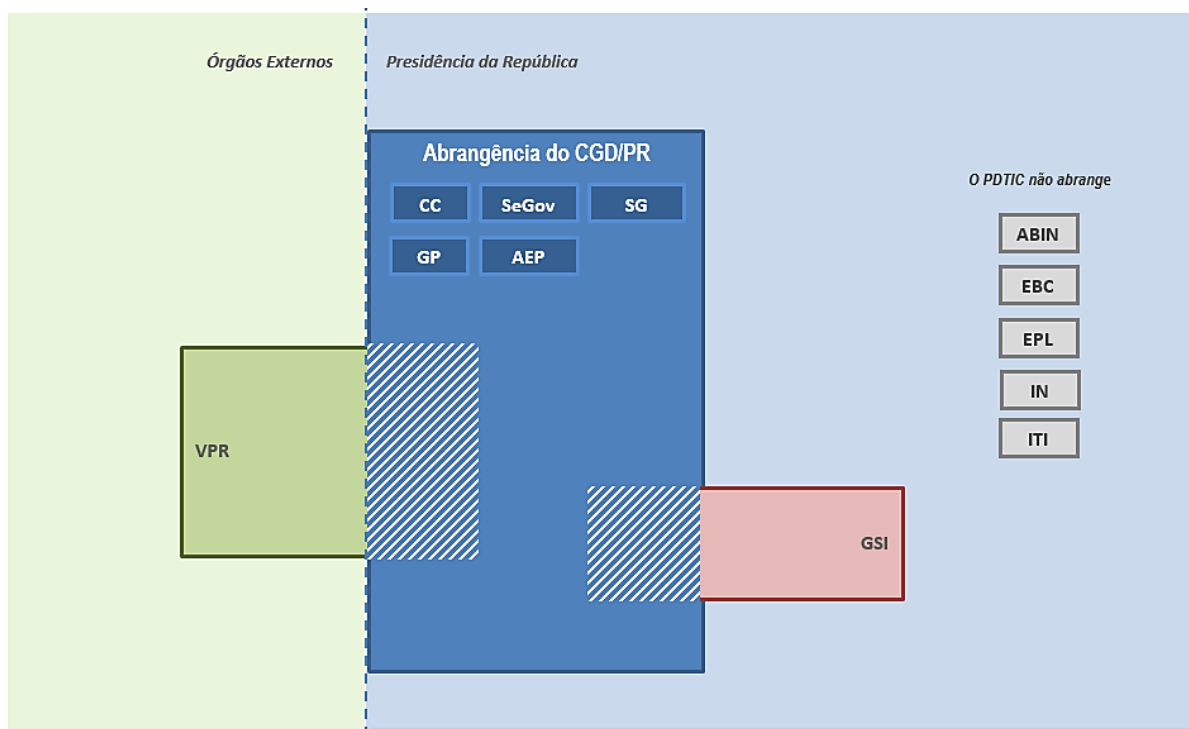 Órgãos Externos
Presidência da República
Abrangência do CGD/PR
CC
SeGov
SG
GP
AEP
VPR
GSI
O PDTIC não abrange
ABIN
EBC
EPL
IN
ITI